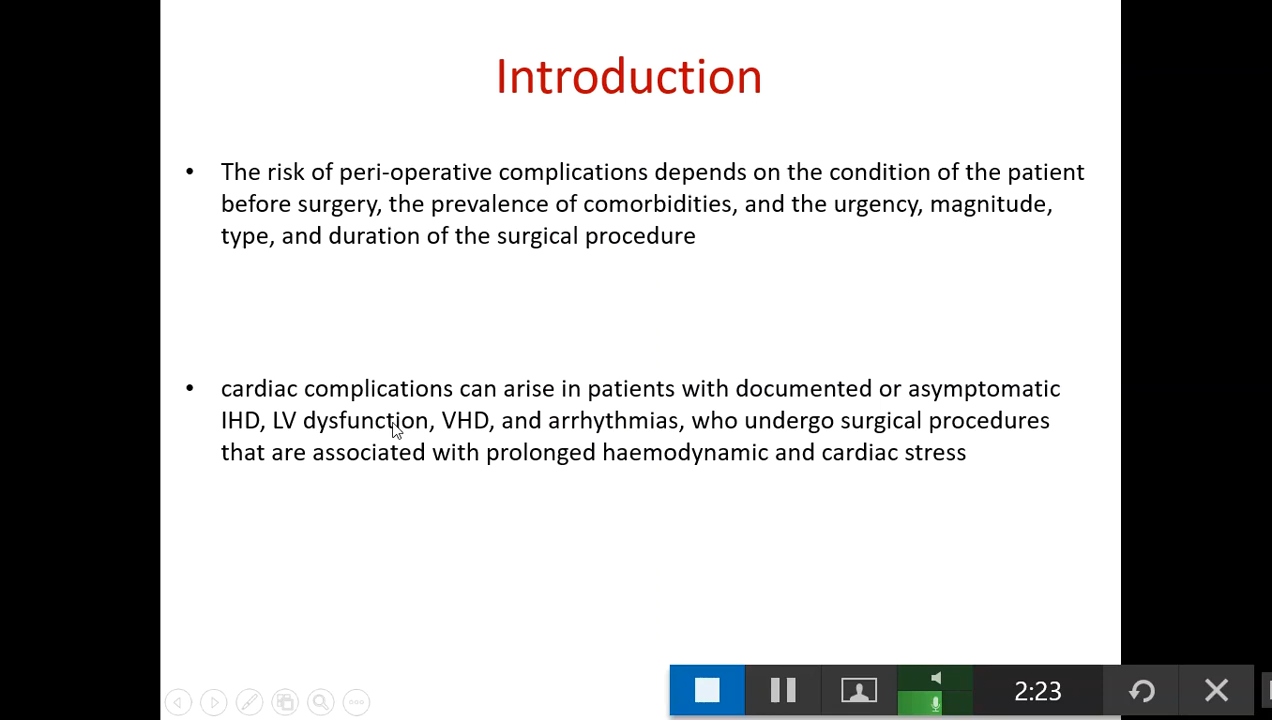 Introduction
• The risk of peri-operative complications depends on the condition of the patient
before surgery, the prevalence of comorbidities, and the urgency, magnitude,
type, and duration of the surgical procedure
• cardiac complications can arise in patients with documented or asymptomatic
IHD, LV dysfunction, VHD, and arrhythmias, who undergo surgical procedures
that are associated with prolonged haemodynamic and cardiac stress
2:23